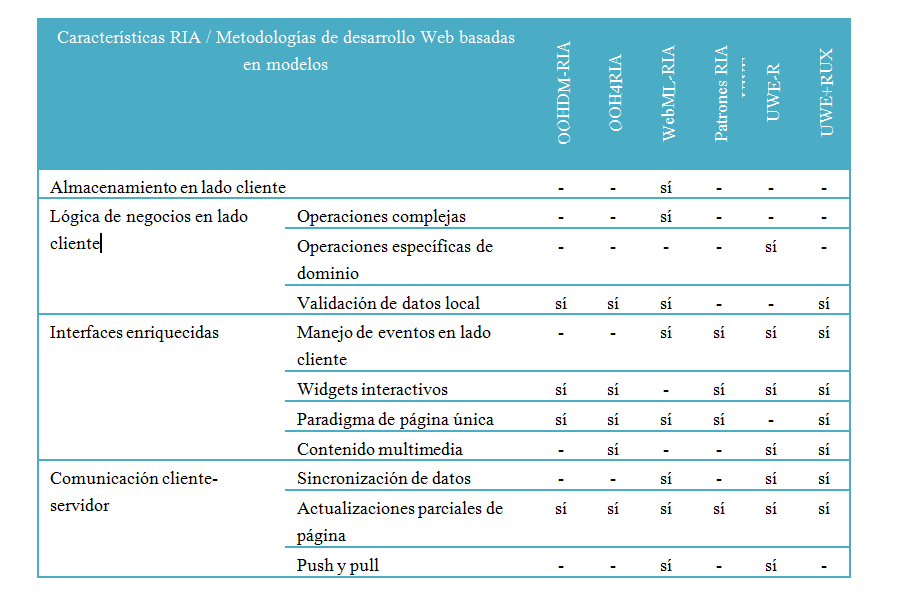 Características RIA / Metodologías de desarrollo Web basadas
en modelos
OOHDM-RIA
OOH4RIA
WebML-RIA
Patrones RIA
UWE-R
UWE+RUX
Almacenamiento en lado cliente - - sí - - -
Lógica de negocios en lado
cliente
Operaciones complejas - - sí - - -
Operaciones específicas de
dominio
- - - - sí -
Validación de datos local sí sí sí - - sí
Interfaces enriquecidas
Manejo de eventos en lado
cliente
- - sí sí sí sí
Widgets interactivos sí sí - sí sí sí
Paradigma de página única sí sí sí sí - sí
Contenido multimedia - sí - - sí sí
Comunicación cliente-
servidor
Sincronización de datos - - sí - sí sí
Actualizaciones parciales de
página
sí sí sí sí sí sí
Push y pull - - sí - sí -